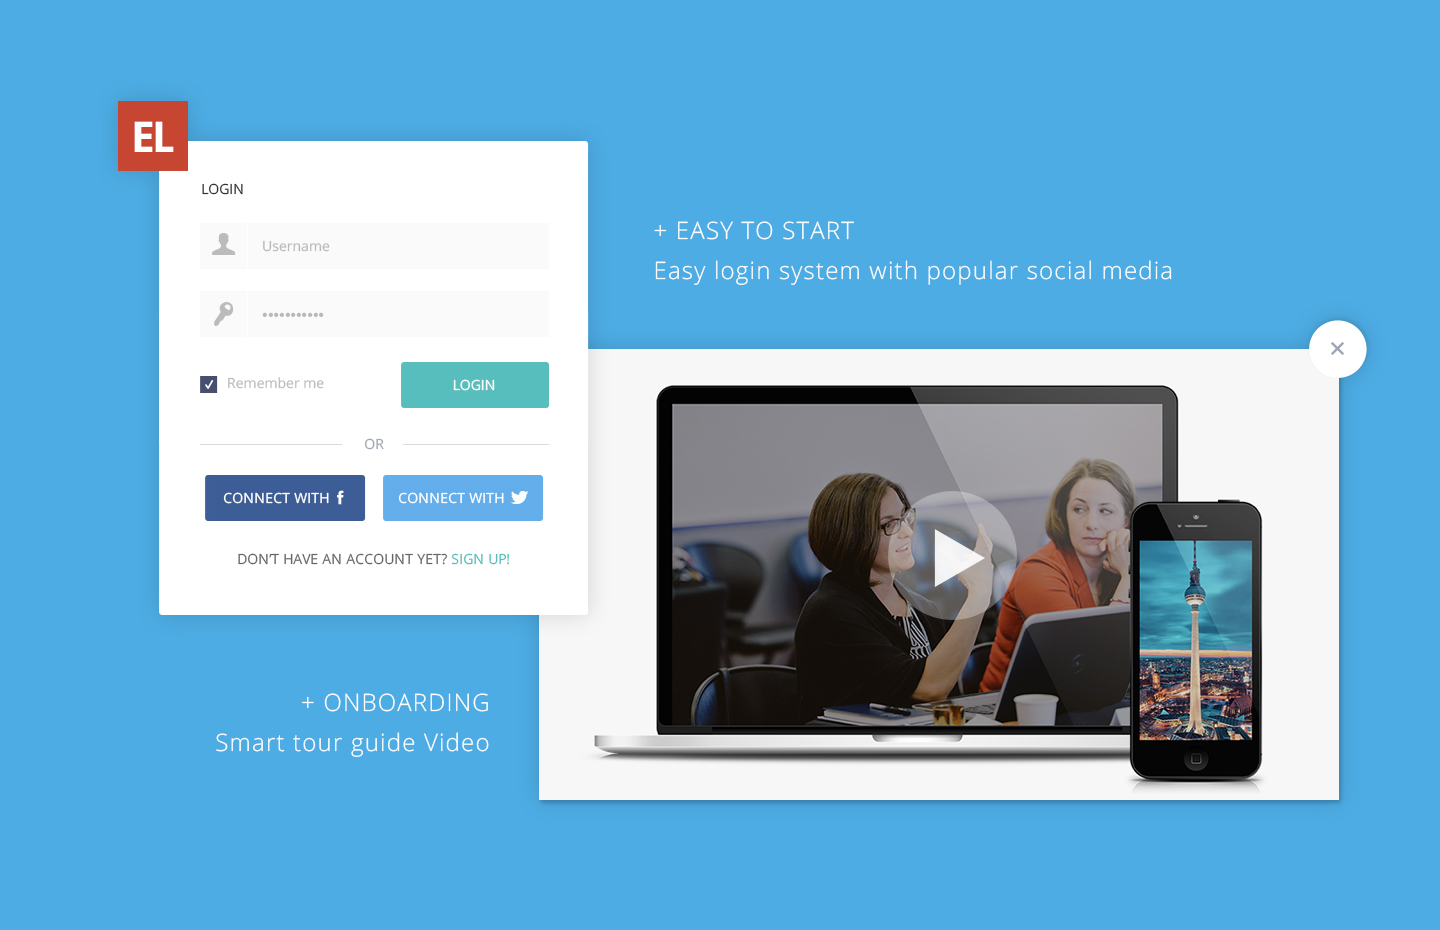 EL
LOGIN
Username
•••••••••••
Remember me
LOGIN
OR
CONNECT WITH f
CONNECT WITH
DON'T HAVE AN ACCOUNT YET? SIGN UP!
+ EASY TO START
Easy login system with popular social media
+ ONBOARDING
Smart tour guide Video